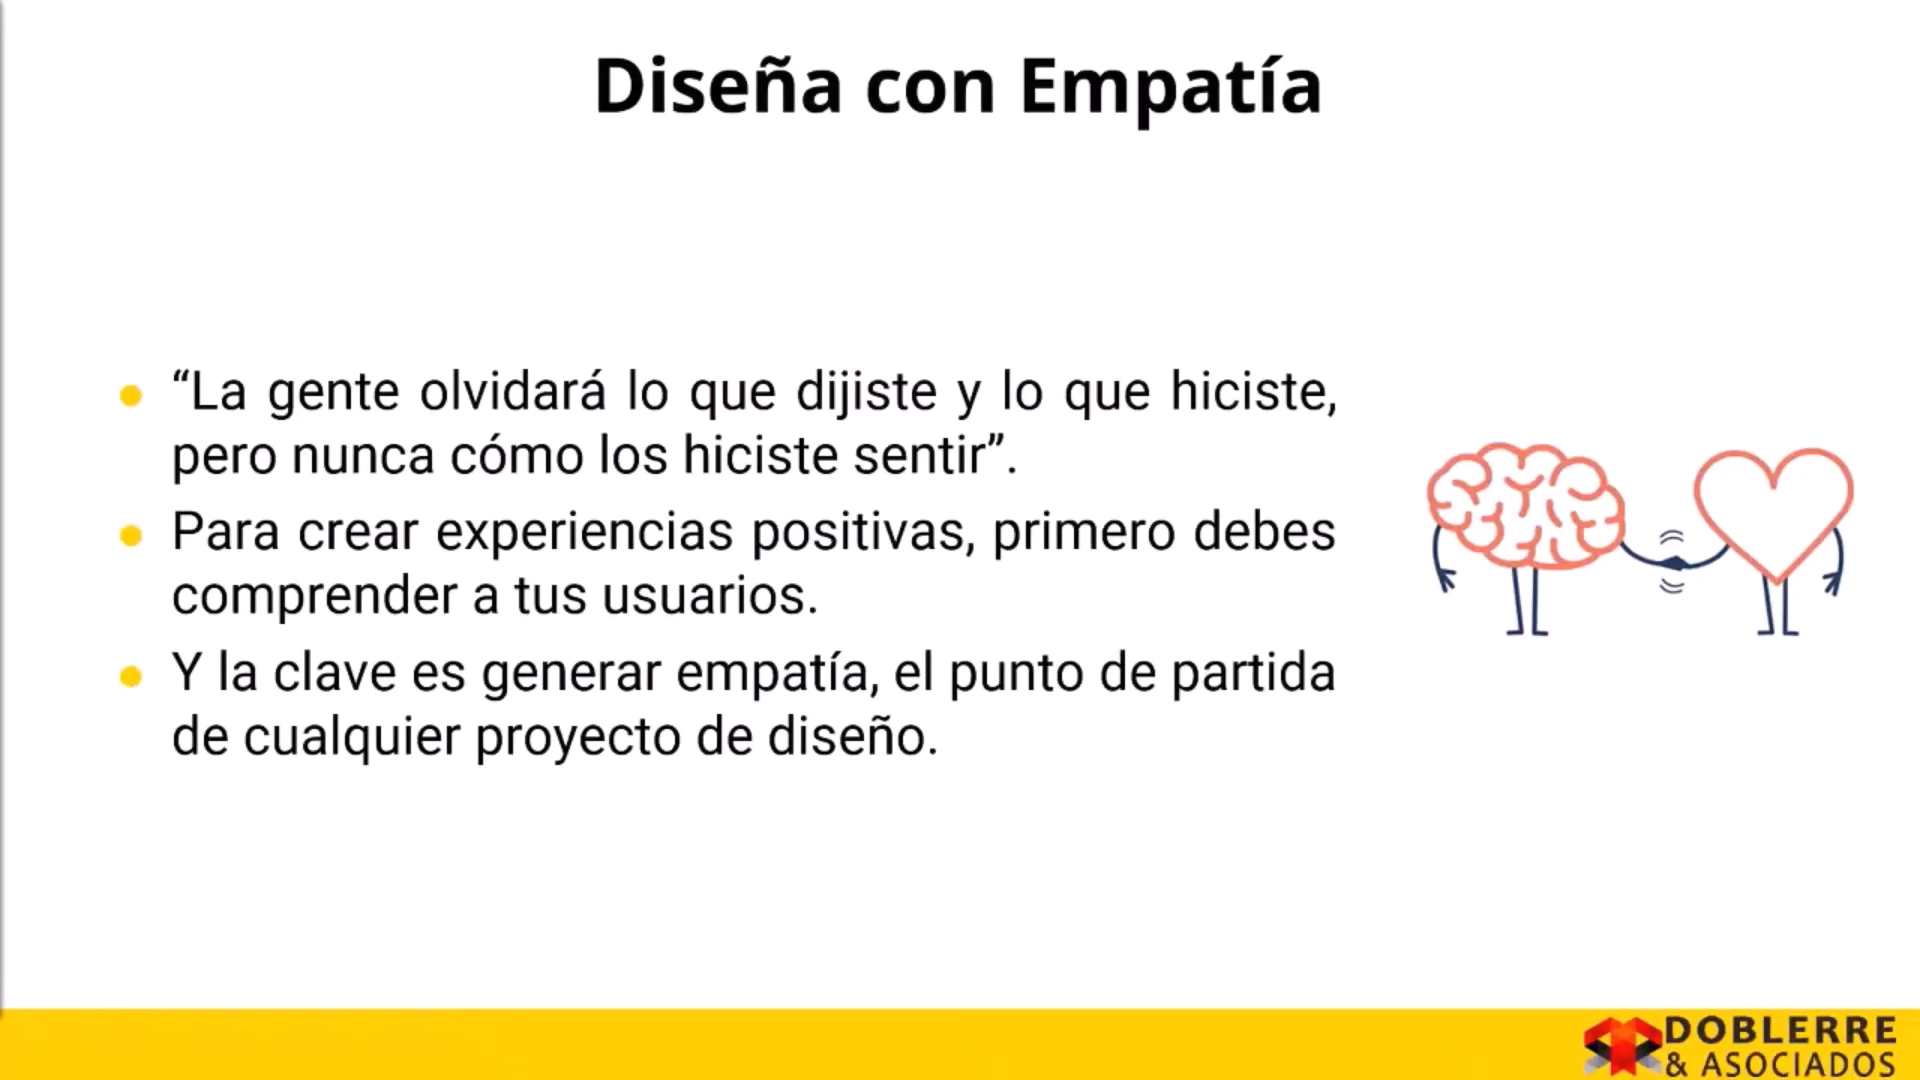 Diseña con Empatía
“La gente olvidará lo que dijiste y lo que hiciste,
pero nunca cómo los hiciste sentir”.
Para crear experiencias positivas, primero debes
comprender a tus usuarios.
Y la clave es generar empatía, el punto de partida
de cualquier proyecto de diseño.
DOBLERRE
& ASOCIADOS